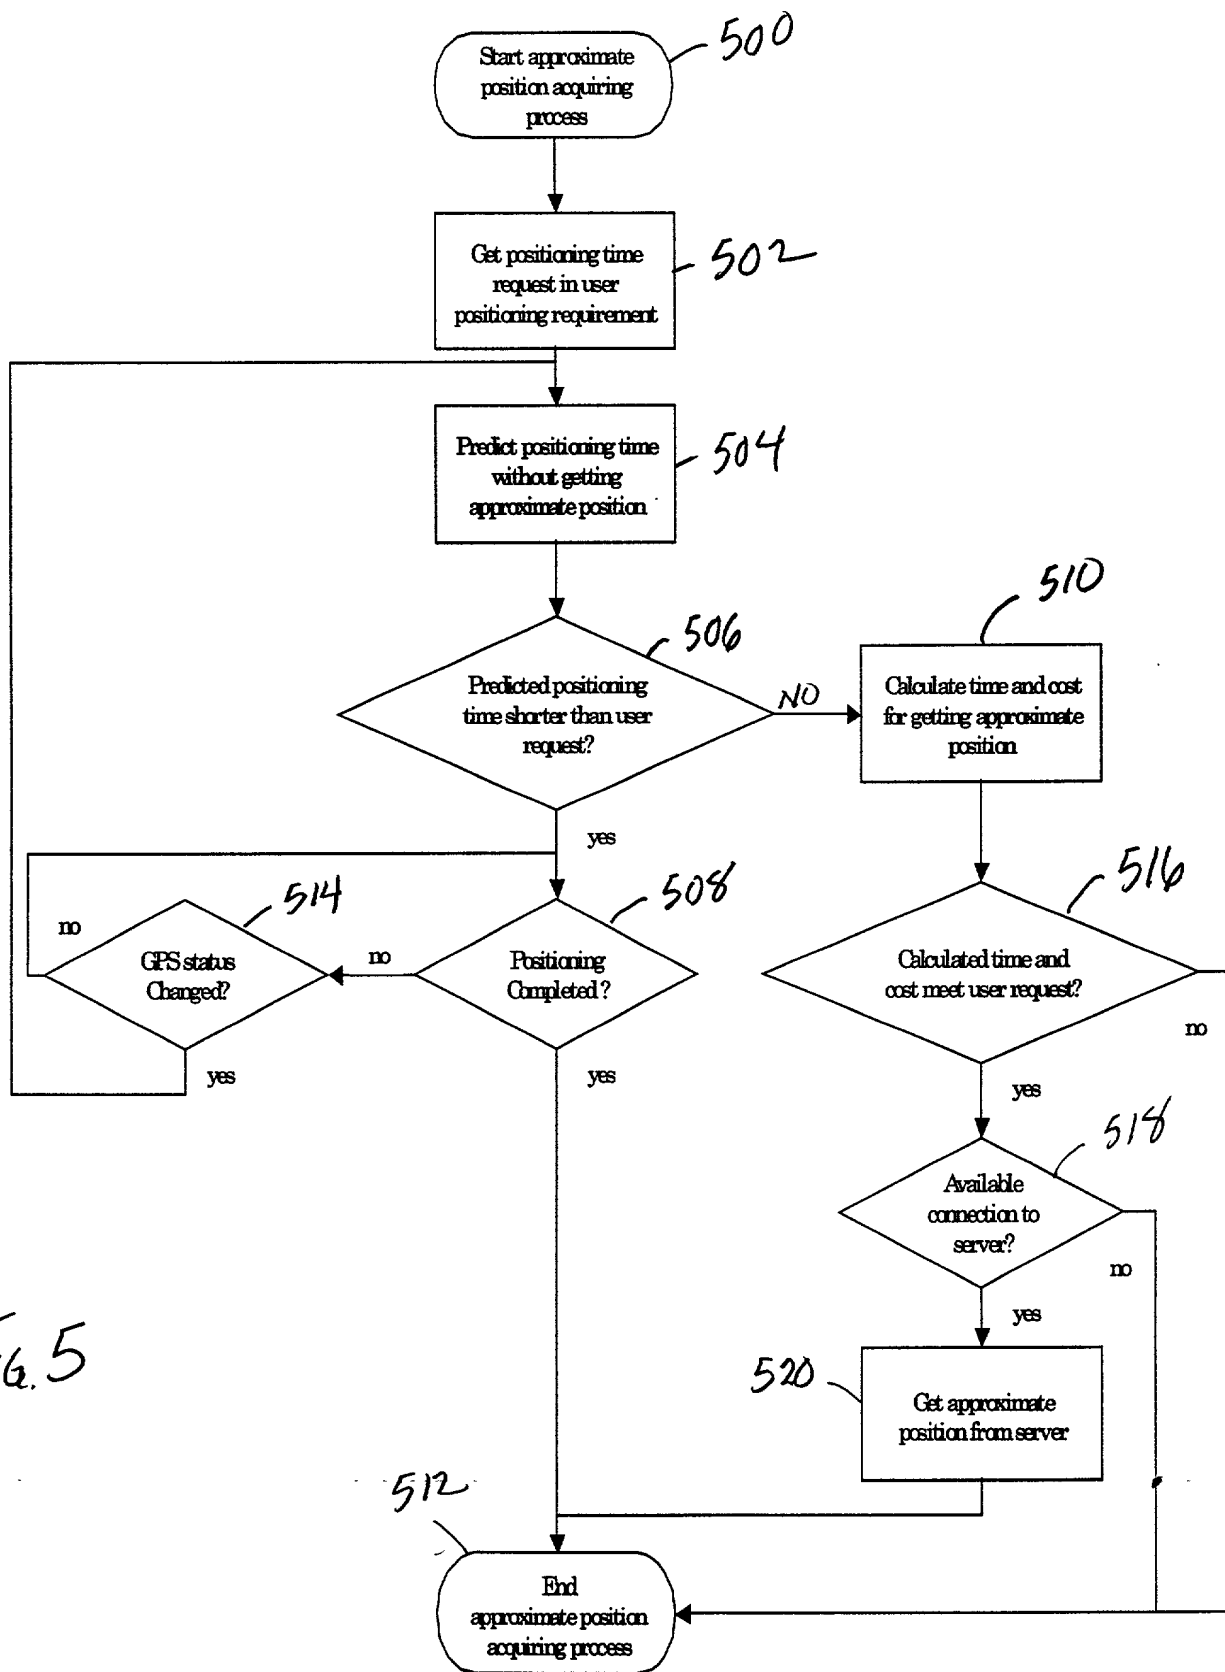 500
Start approximate
position acquiring
process
Get positioning time
request in user
positioning requirement
502
Predict positioning time
without getting
approximate position
504
506
Predicted positioning
time shorter than user
request?
NO
yes
510
Calculate time and cost
for getting approximate
position
514
no
GPS status
Changed?
yes
508
no
Positioning
Completed ?
yes
516
Calculated time and
cost meet user request?
no
yes
518
Available
connection to
server?
no
yes
520
Get approximate
position from server
G. 5
512
End
approximate position
acquiring process